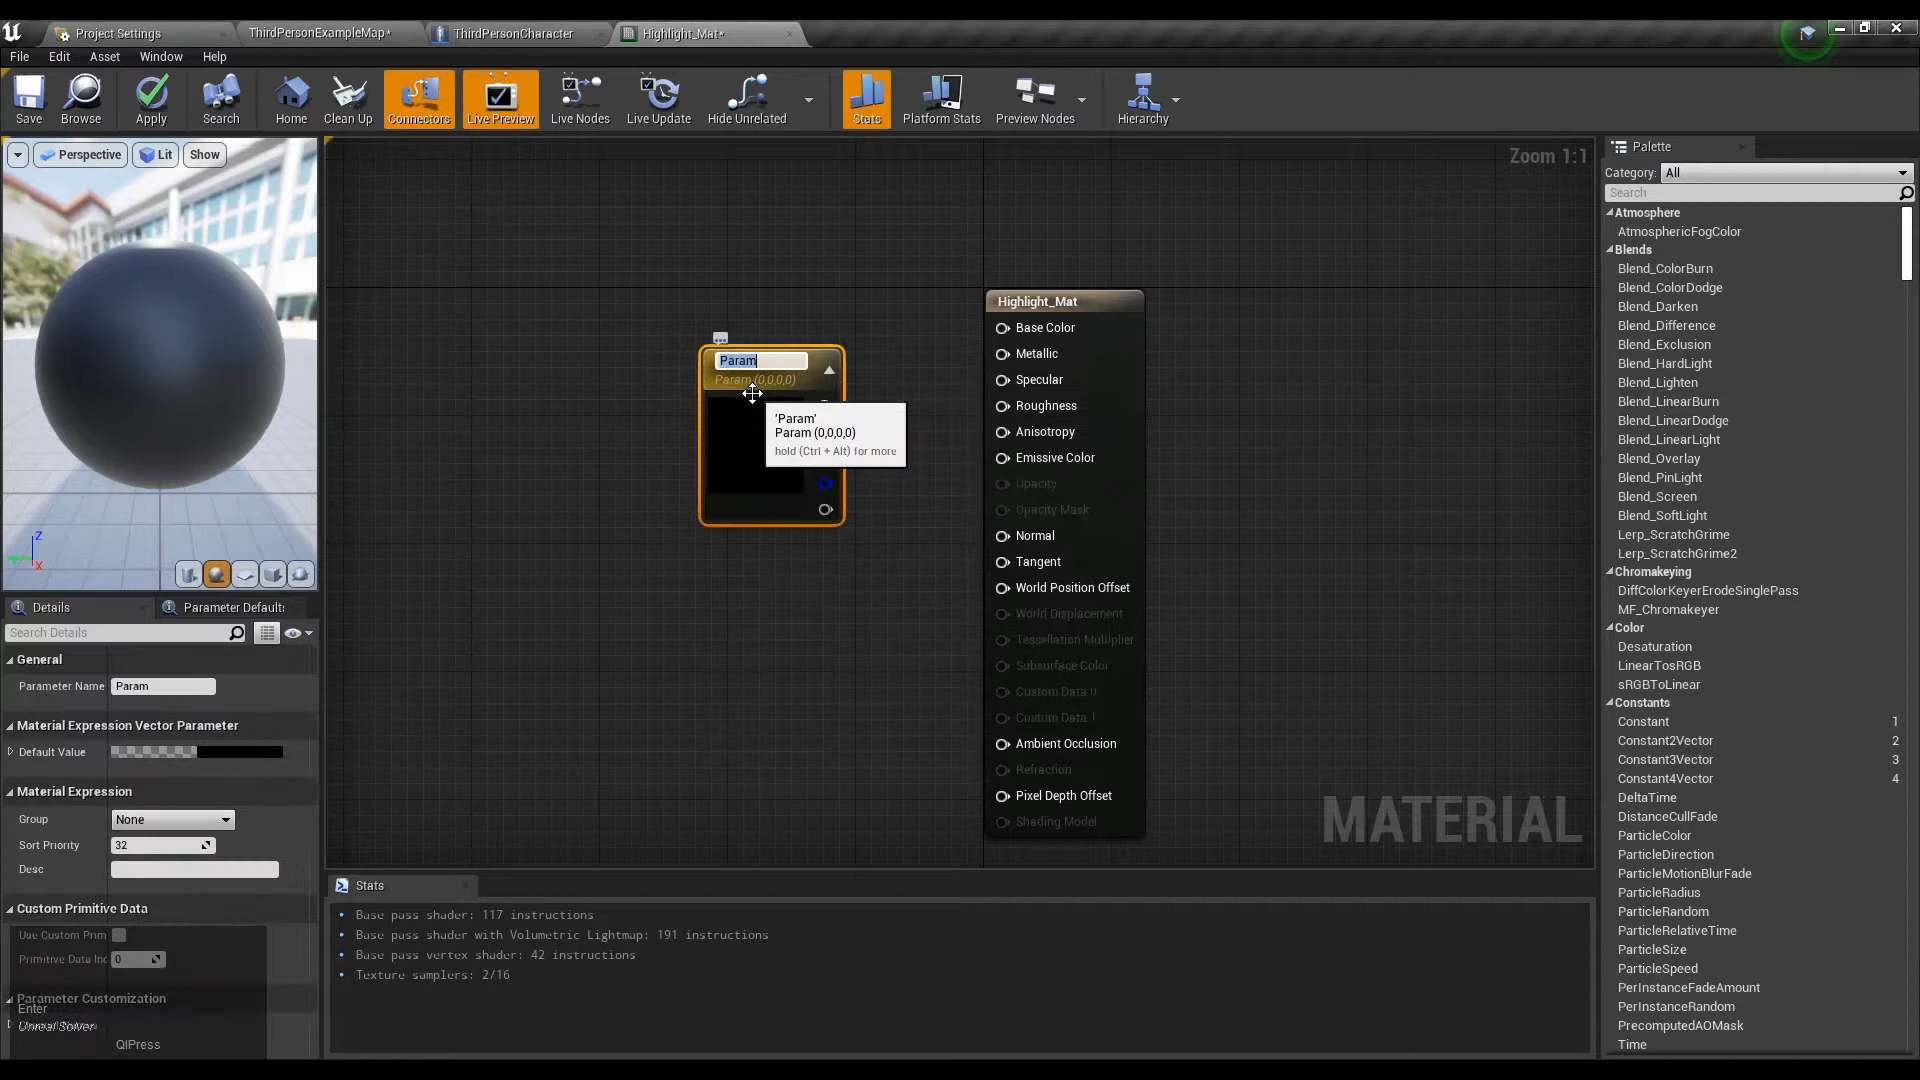 Project Settings
ThirdPersonExampleMap*
ThirdPersonCharacter
Highlight_Mat*
File Edit Asset Window Help
Save
Browse
Apply
Search
Home
Clean Up
Connectors
Live Preview
Live Nodes
Live Update
Hide Unrelated
Stats
Platform Stats
Preview Nodes
Hierarchy
Perspective
Lit
Show
Z
X
Details
Parameter Defaults
Search Details
General
Parameter Name Param
Material Expression Vector Parameter
Default Value
Material Expression
Group None
Sort Priority 32
Desc
Custom Primitive Data
Use Custom Prim
Primitive Data Inc 0
Parameter Customization
Enter
Unreal Solver
Zoom 1:1
Param
Param (0,0,0,0)
'Param'
Param (0,0,0,0)
hold (Ctrl + Alt) for more
Highlight_Mat
Base Color
Metallic
Specular
Roughness
Anisotropy
Emissive Color
Opacity
Opacity Mask
Normal
Tangent
World Position Offset
World Displacement
Tessellation Multiplier
Subsurface Color
Custom Data 0
Custom Data 1
Ambient Occlusion
Refraction
Pixel Depth Offset
Shading Model
MATERIAL
Stats
Base pass shader: 117 instructions
Base pass shader with Volumetric Lightmap: 191 instructions
Base pass vertex shader: 42 instructions
Texture samplers: 2/16
Palette
Category: All
Search
Atmosphere
AtmosphericFogColor
Blends
Blend_ColorBurn
Blend_ColorDodge
Blend_Darken
Blend_Difference
Blend_Exclusion
Blend_HardLight
Blend_Lighten
Blend_LinearBurn
Blend_LinearDodge
Blend_LinearLight
Blend_Overlay
Blend_PinLight
Blend_Screen
Blend_SoftLight
Lerp_ScratchGrime
Lerp_ScratchGrime2
Chromakeying
DiffColorKeyerErodeSinglePass
MF_Chromakeyer
Color
Desaturation
LinearTosRGB
sRGBToLinear
Constants
Constant 1
Constant2Vector 2
Constant3Vector 3
Constant4Vector 4
DeltaTime
DistanceCullFade
ParticleColor
ParticleDirection
ParticleMotionBlurFade
ParticleRadius
ParticleRandom
ParticleRelativeTime
ParticleSize
ParticleSpeed
PerInstanceFadeAmount
PerInstanceRandom
PrecomputedAOMask
Time